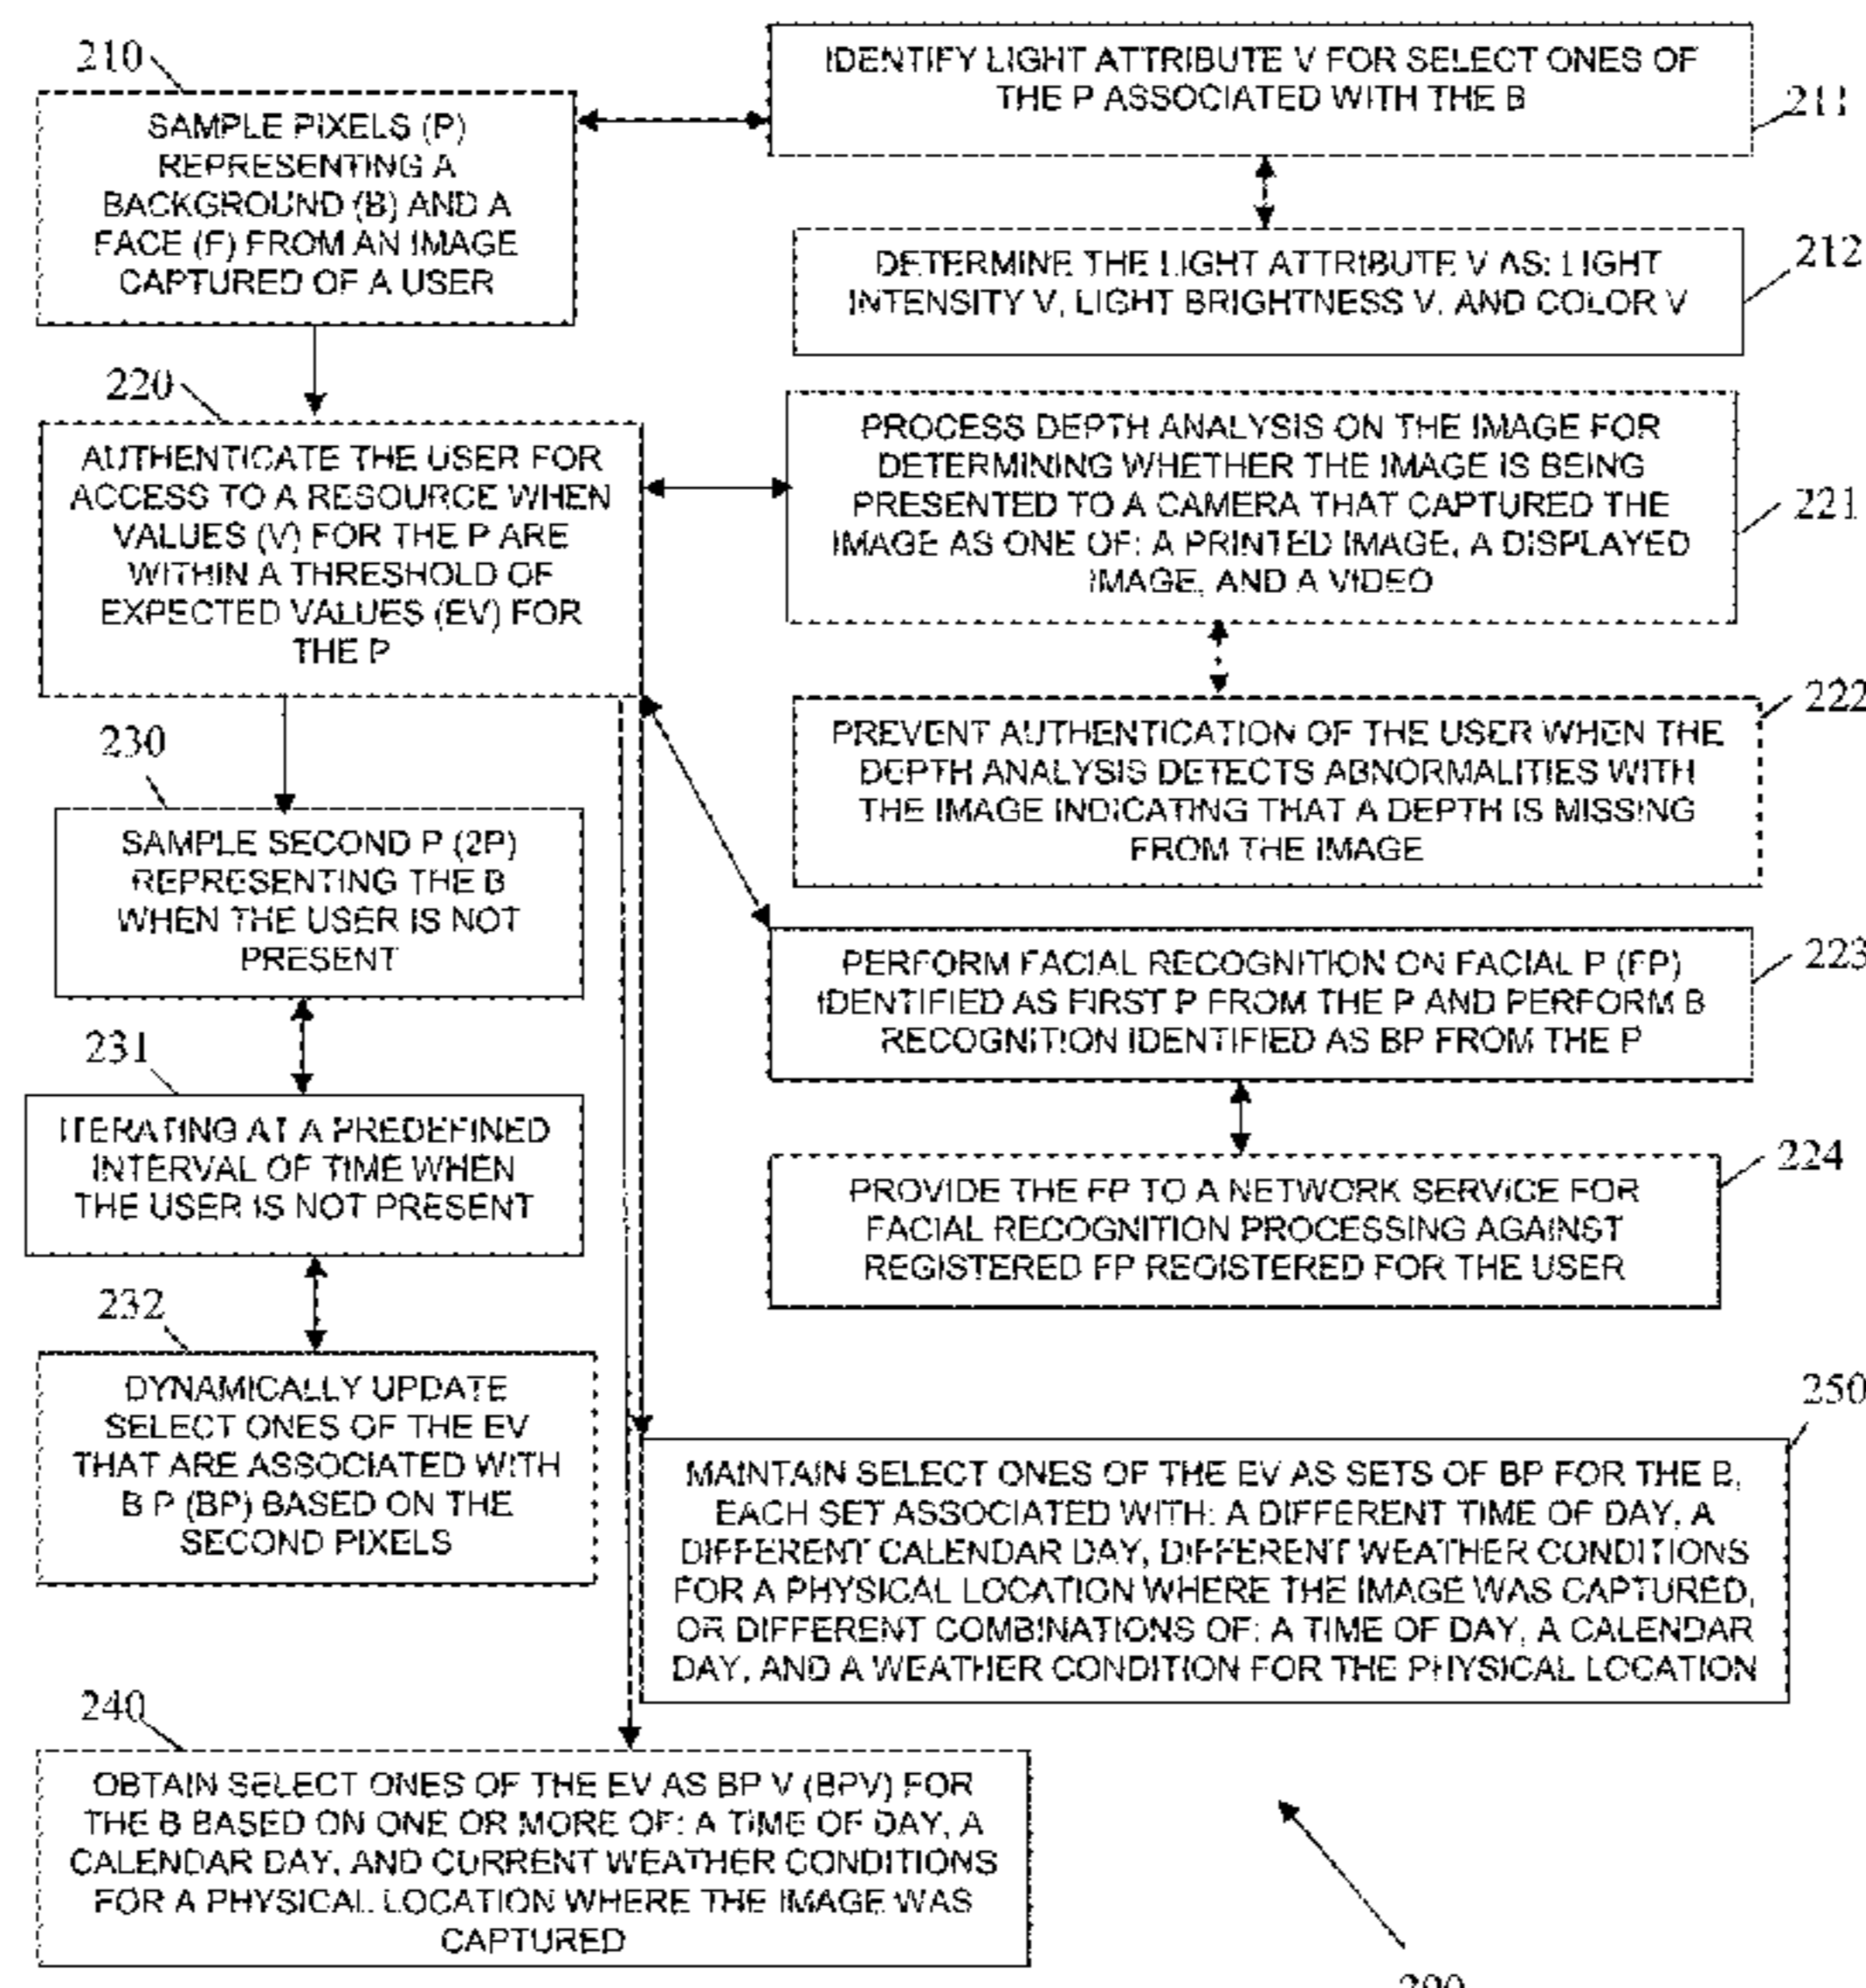 210
SAMPLE PIXELS (P)
REPRESENTING A
BACKGROUND (B) AND A
FACE (F) FROM AN IMAGE
CAPTURED OF A USER
IDENTIFY LIGHT ATTRIBUTE V FOR SELECT ONES OF
THE P ASSOCIATED WITH THE B
211
DETERMINE THE LIGHT ATTRIBUTE V AS: LIGHT
INTENSITY V, LIGHT BRIGHTNESS V, AND COLOR V
212
220
AUTHENTICATE THE USER FOR
ACCESS TO A RESOURCE WHEN
VALUES (V) FOR THE P ARE
WITHIN A THRESHOLD OF
EXPECTED VALUES (EV) FOR
THE P
PROCESS DEPTH ANALYSIS ON THE IMAGE FOR
DETERMINING WHETHER THE IMAGE IS BEING
PRESENTED TO A CAMERA THAT CAPTURED THE
IMAGE AS ONE OF: A PRINTED IMAGE, A DISPLAYED
IMAGE, AND A VIDEO
221
PREVENT AUTHENTICATION OF THE USER WHEN THE
DEPTH ANALYSIS DETECTS ABNORMALITIES WITH
THE IMAGE INDICATING THAT A DEPTH IS MISSING
FROM THE IMAGE
222
230
SAMPLE SECOND P (2P)
REPRESENTING THE B
WHEN THE USER IS NOT
PRESENT
PERFORM FACIAL RECOGNITION ON FACIAL P (FP)
IDENTIFIED AS FIRST P FROM THE P AND PERFORM B
RECOGNITION IDENTIFIED AS BP FROM THE P
223
231
ITERATING AT A PREDEFINED
INTERVAL OF TIME WHEN
THE USER IS NOT PRESENT
PROVIDE THE FP TO A NETWORK SERVICE FOR
FACIAL RECOGNITION PROCESSING AGAINST
REGISTERED FP REGISTERED FOR THE USER
224
232
DYNAMICALLY UPDATE
SELECT ONES OF THE EV
THAT ARE ASSOCIATED WITH
B P (BP) BASED ON THE
SECOND PIXELS
250
MAINTAIN SELECT ONES OF THE EV AS SETS OF BP FOR THE B,
EACH SET ASSOCIATED WITH: A DIFFERENT TIME OF DAY, A
DIFFERENT CALENDAR DAY, DIFFERENT WEATHER CONDITIONS
FOR A PHYSICAL LOCATION WHERE THE IMAGE WAS CAPTURED,
OR DIFFERENT COMBINATIONS OF: A TIME OF DAY, A CALENDAR
DAY, AND A WEATHER CONDITION FOR THE PHYSICAL LOCATION
240
OBTAIN SELECT ONES OF THE EV AS BP V (BPV) FOR
THE B BASED ON ONE OR MORE OF: A TIME OF DAY, A
CALENDAR DAY, AND CURRENT WEATHER CONDITIONS
FOR A PHYSICAL LOCATION WHERE THE IMAGE WAS
CAPTURED